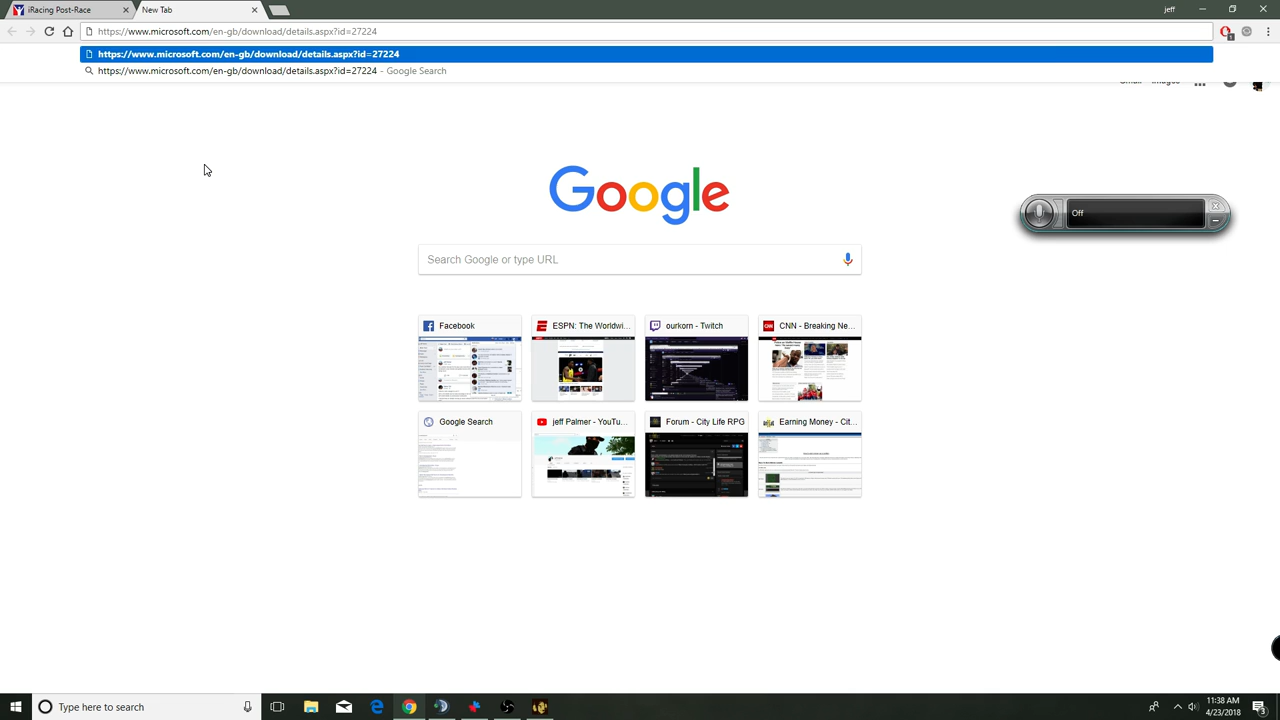 iRacing Post-Race
New Tab
jeff
https://www.microsoft.com/en-gb/download/details.aspx?id=27224
https://www.microsoft.com/en-gb/download/details.aspx?id=27224
https://www.microsoft.com/en-gb/download/details.aspx?id=27224 - Google Search
Google
Off
Search Google or type URL
Facebook
ESPN: The Worldwi...
ourkorn - Twitch
CNN - Breaking Ne...
Google Search
jeff Palmer - YouTu...
Forum - City Life RPG
Earning Money - Cit...
Type here to search
11:38 AM
4/23/2018
3